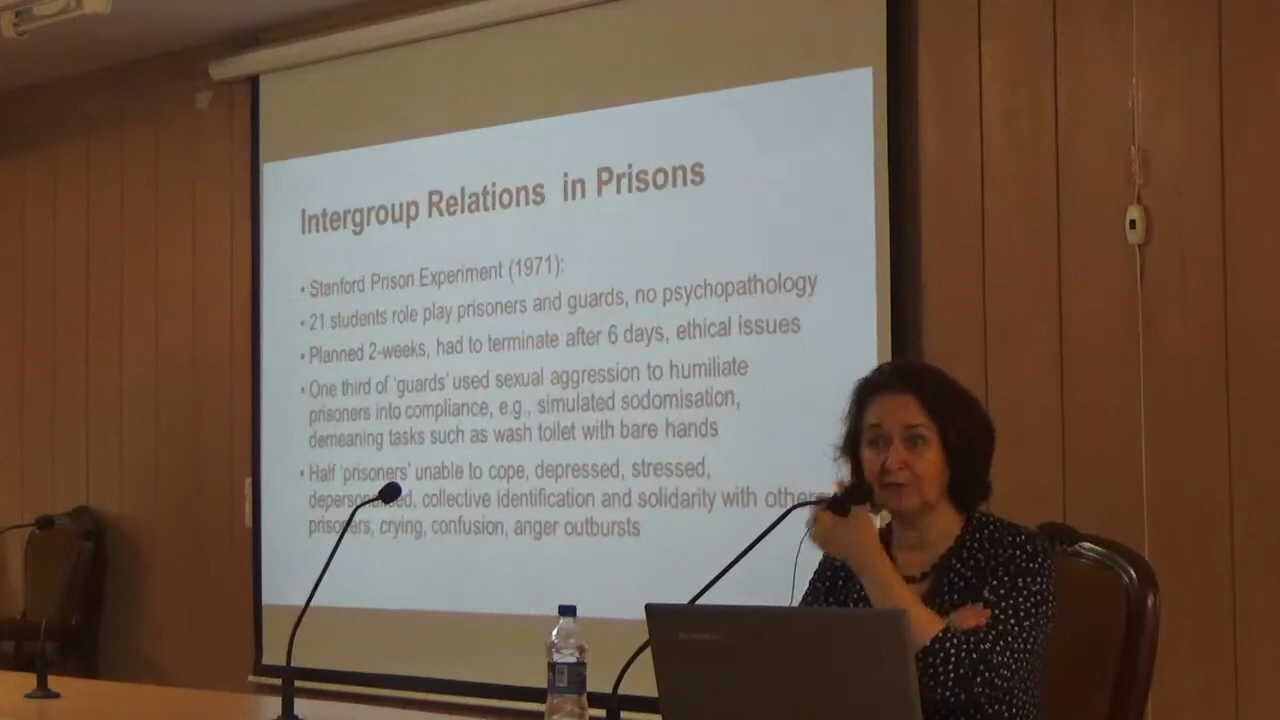 Intergroup Relations in Prisons
• Stanford Prison Experiment (1971):
• 21 students role play prisoners and guards, no psychopathology
• Planned 2-weeks, had to terminate after 6 days, ethical issues
• One third of 'guards' used sexual aggression to humiliate
prisoners into compliance, e.g., simulated sodomisation,
demeaning tasks such as wash toilet with bare hands
• Half 'prisoners' unable to cope, depressed, stressed,
depersonalised, collective identification and solidarity with other
prisoners, crying, confusion, anger outbursts